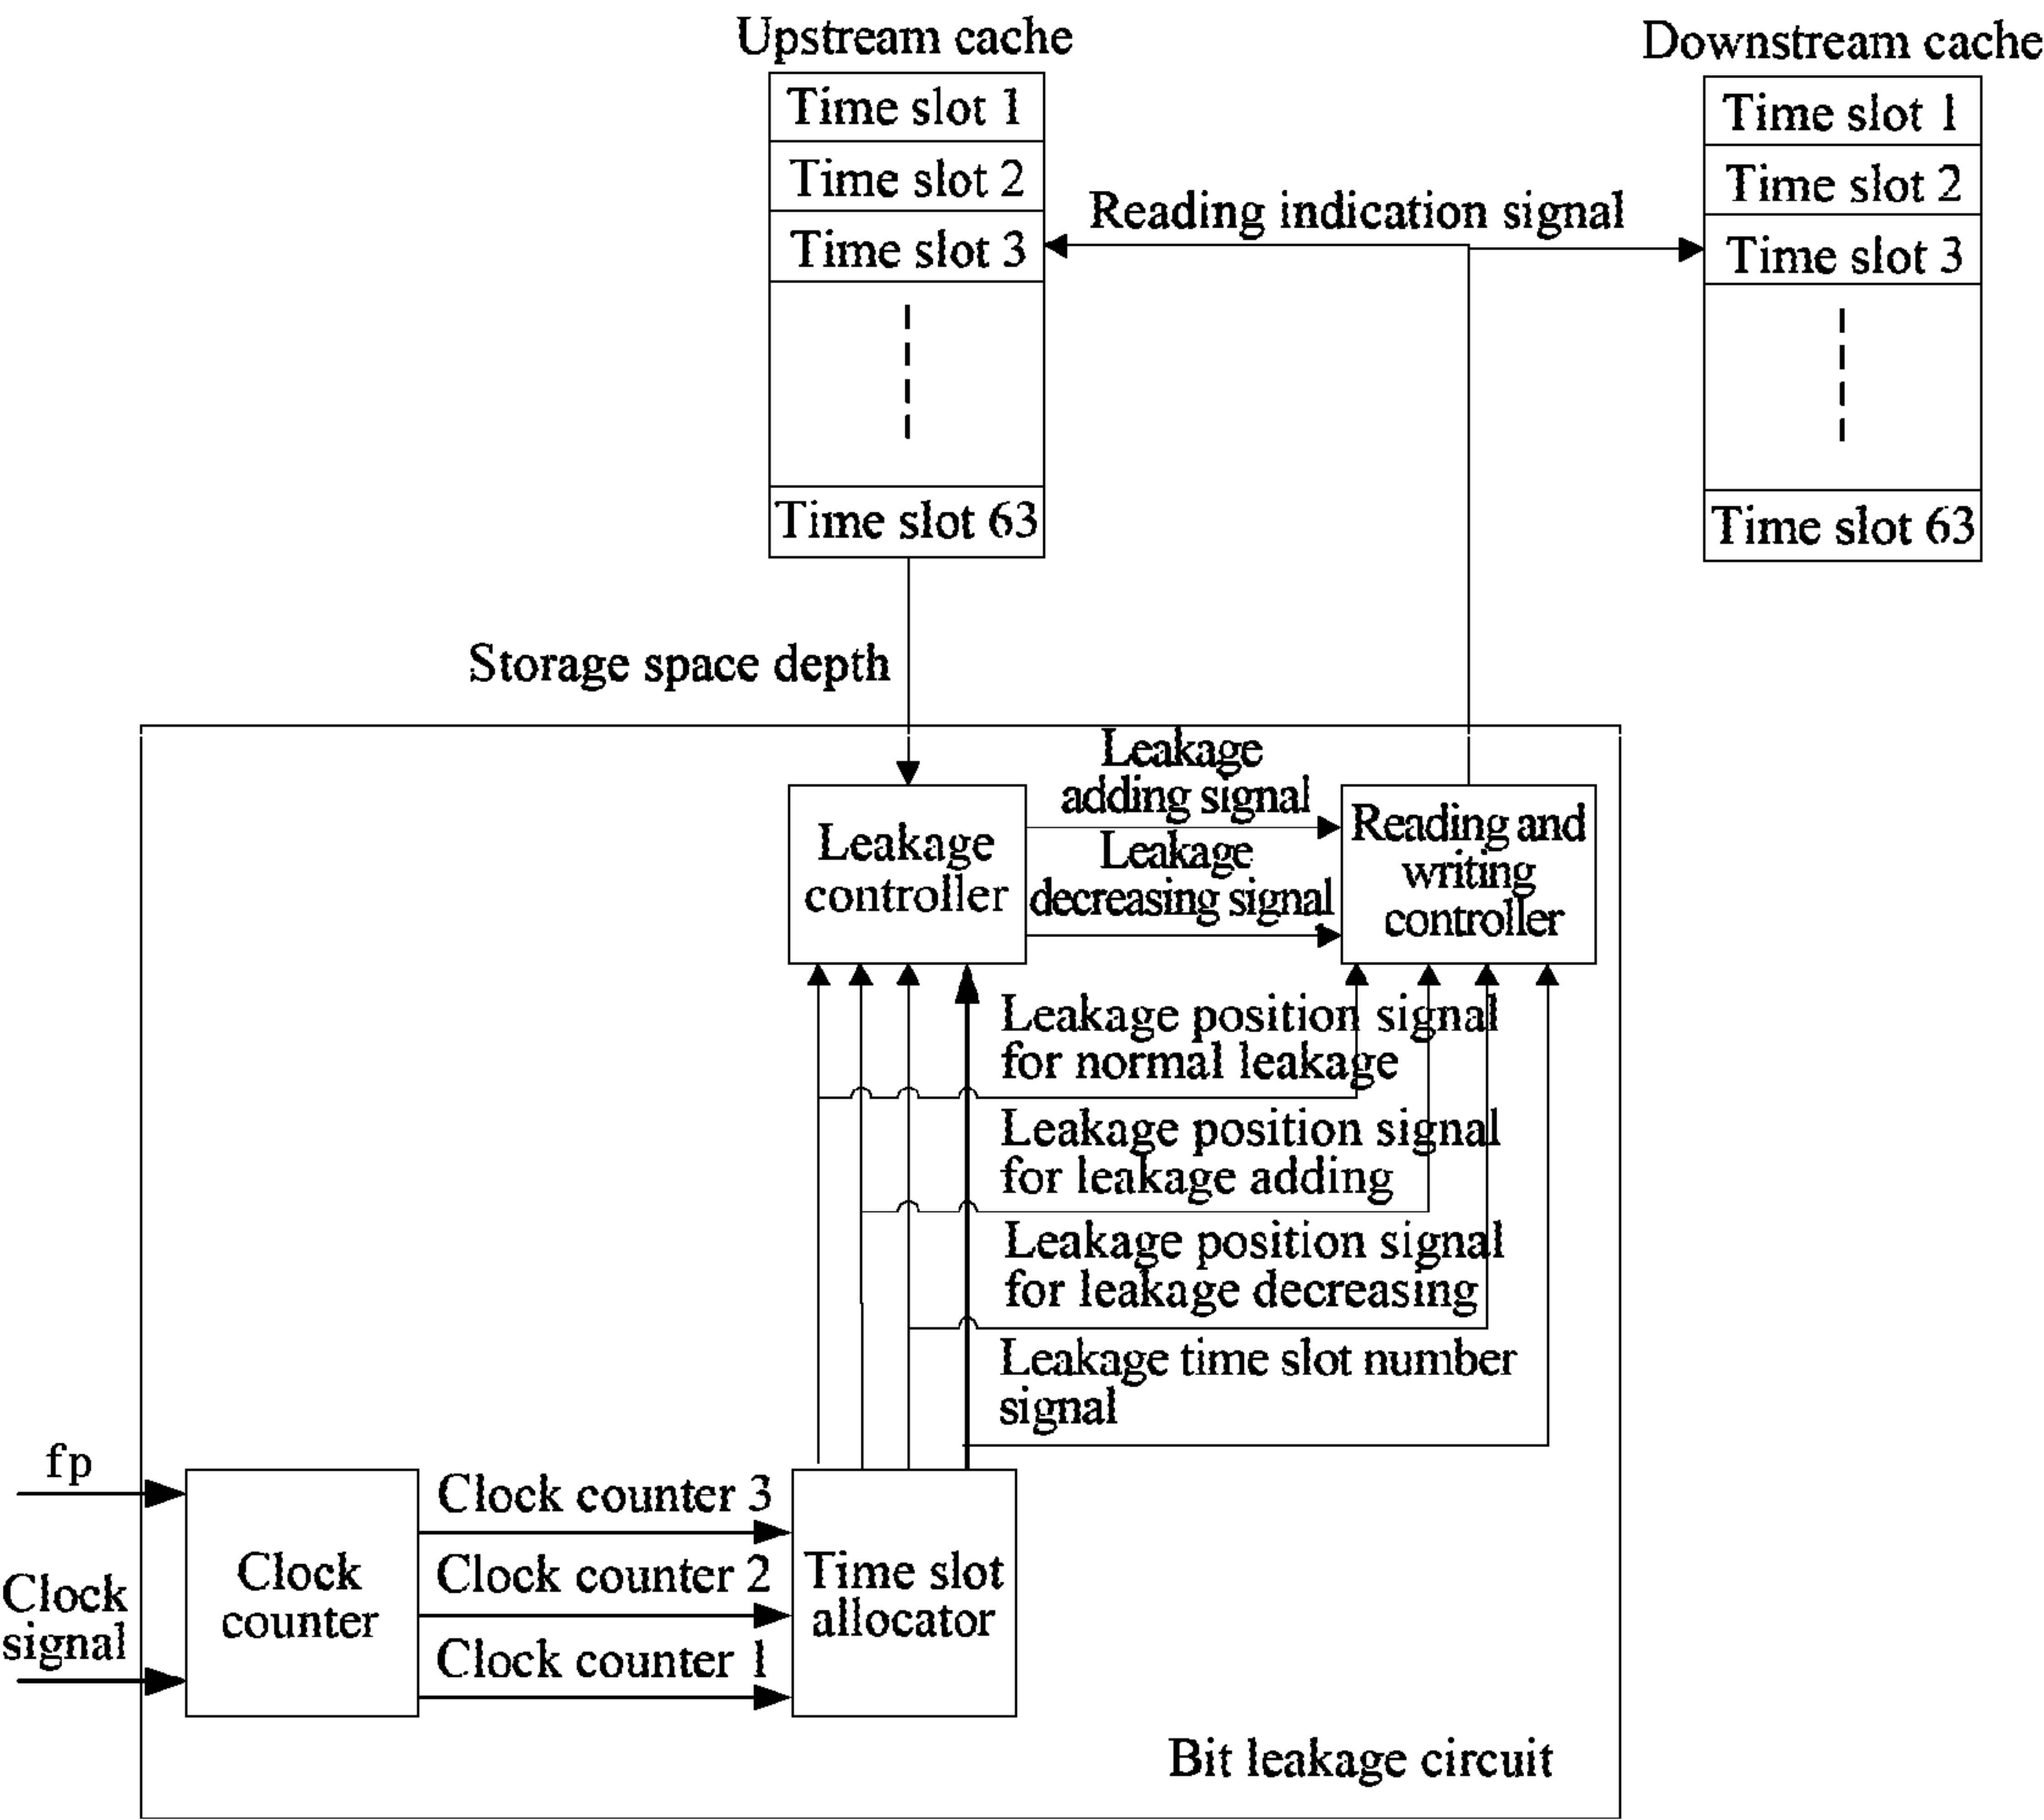 Upstream cache
Downstream cache
Time slot 1
Time slot 2
Time slot 3
Time slot 63
Time slot 1
Time slot 2
Time slot 3
Time slot 63
Reading indication signal
Storage space depth
Leakage
adding signal
Leakage
decreasing signal
Leakage
controller
Reading and
writing
controller
Leakage position signal
for normal leakage
Leakage position signal
for leakage adding
Leakage position signal
for leakage decreasing
Leakage time slot number
signal
fp
Clock
signal
Clock
counter
Clock counter 3
Clock counter 2
Clock counter 1
Time slot
allocator
Bit leakage circuit